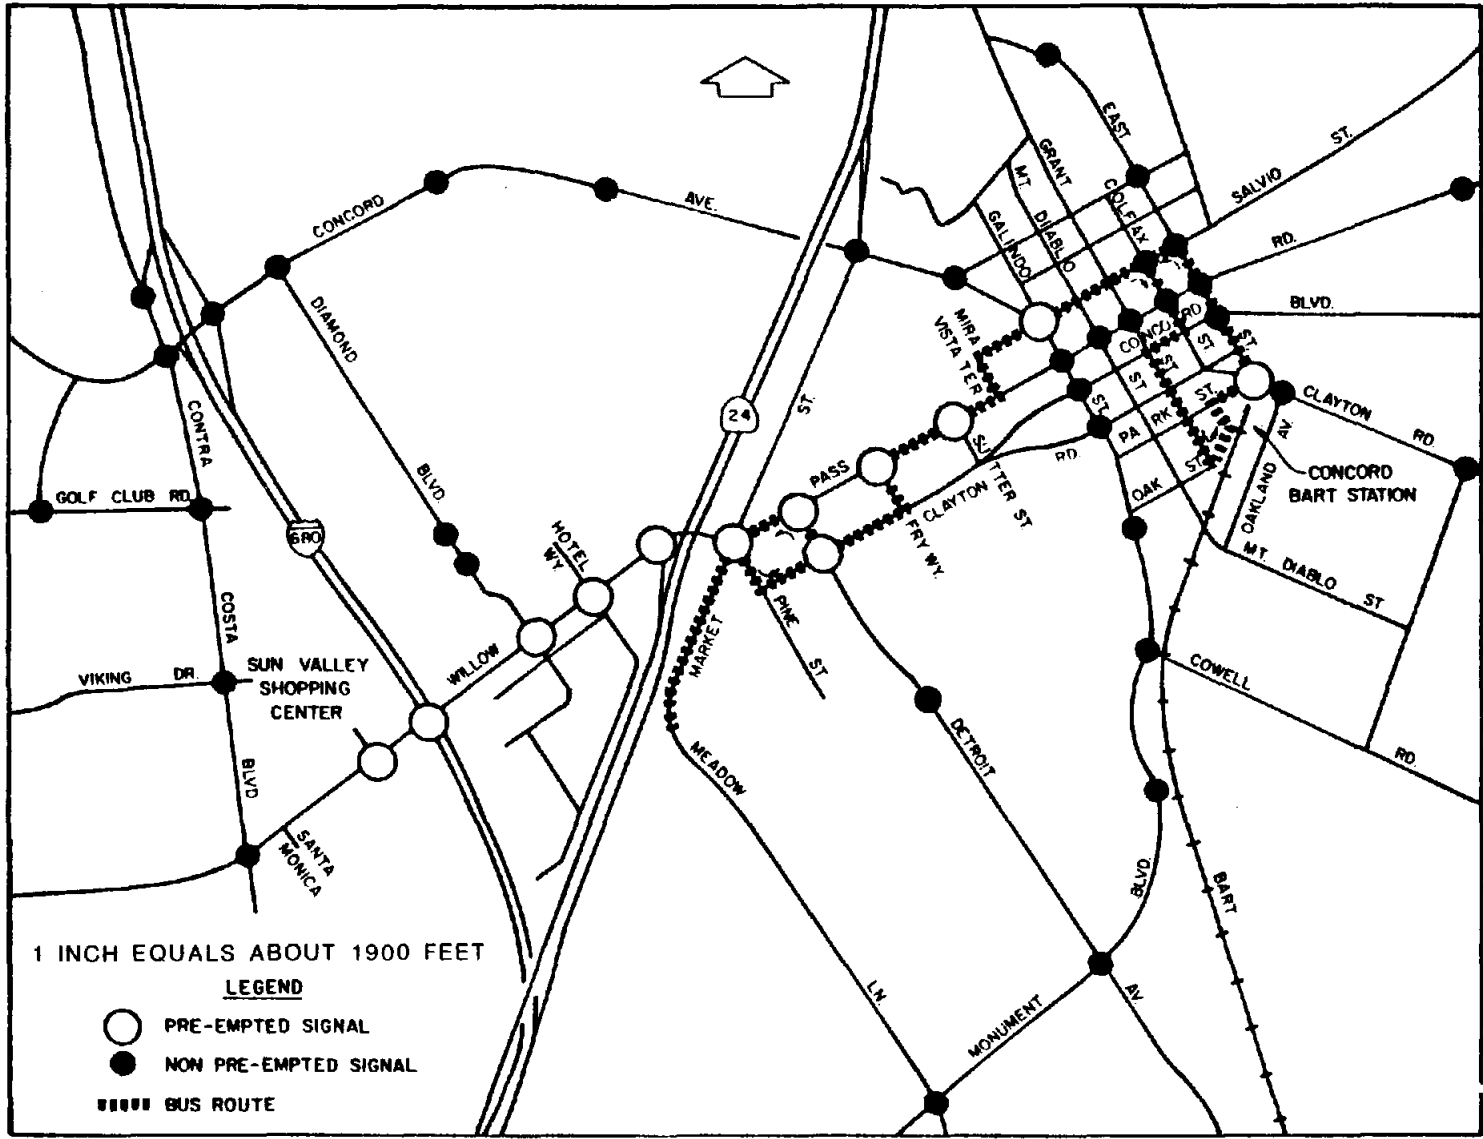 EAST
GRANT
ST.
SALVIO
MT.
COLFAX
DIABLO
GALINDO
CONCORD
AVE.
RD.
DIAMOND
MIRA
VISTA TER
CONCORD
BLVD.
ST.
ST.
ST.
24
ST.
ST
ST.
ST.
CLAYTON
RD.
CONTRA
PASS
SUTTER ST.
RD.
PARK
AV.
CONCORD
BART STATION
BLVD.
GOLF CLUB RD.
680
HOTEL
WY.
CLAYTON
FRY WY.
OAK
ST.
OAKLAND
MT. DIABLO
ST
COSTA
PINE
ST
MARKET
VIKING
DR.
SUN VALLEY
SHOPPING
CENTER
WILLOW
COWELL
RD.
BLVD
MEADOW
DETROIT
SANTA
MONICA
BLVD.
BART
1 INCH EQUALS ABOUT 1900 FEET
LEGEND
PRE-EMPTED SIGNAL
NON PRE-EMPTED SIGNAL
BUS ROUTE
LN.
MONUMENT
AV.